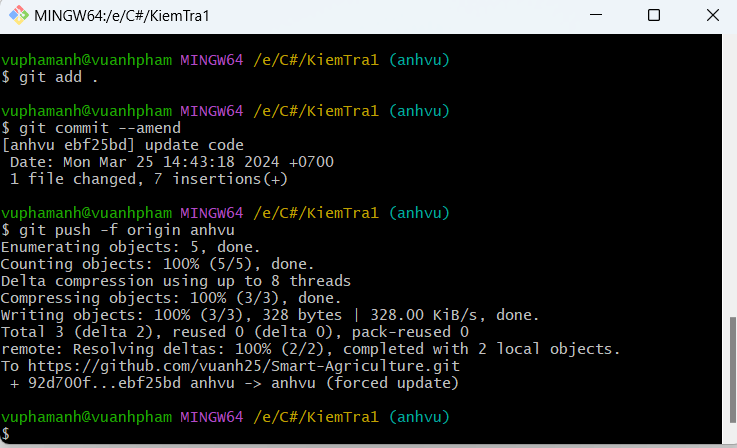 MINGW64:/e/C#/KiemTra1
vuphamanh@vuanhpham MINGW64 /e/C#/KiemTra1 (anhvu)
$ git add .
vuphamanh@vuanhpham MINGW64 /e/C#/KiemTra1 (anhvu)
$ git commit --amend
[anhvu ebf25bd] update code
 Date: Mon Mar 25 14:43:18 2024 +0700
 1 file changed, 7 insertions(+)
vuphamanh@vuanhpham MINGW64 /e/C#/KiemTra1 (anhvu)
$ git push -f origin anhvu
Enumerating objects: 5, done.
Counting objects: 100% (5/5), done.
Delta compression using up to 8 threads
Compressing objects: 100% (3/3), done.
Writing objects: 100% (3/3), 328 bytes | 328.00 KiB/s, done.
Total 3 (delta 2), reused 0 (delta 0), pack-reused 0
remote: Resolving deltas: 100% (2/2), completed with 2 local objects.
To https://github.com/vuanh25/Smart-Agriculture.git
 + 92d700f...ebf25bd anhvu -> anhvu (forced update)
vuphamanh@vuanhpham MINGW64 /e/C#/KiemTra1 (anhvu)
$